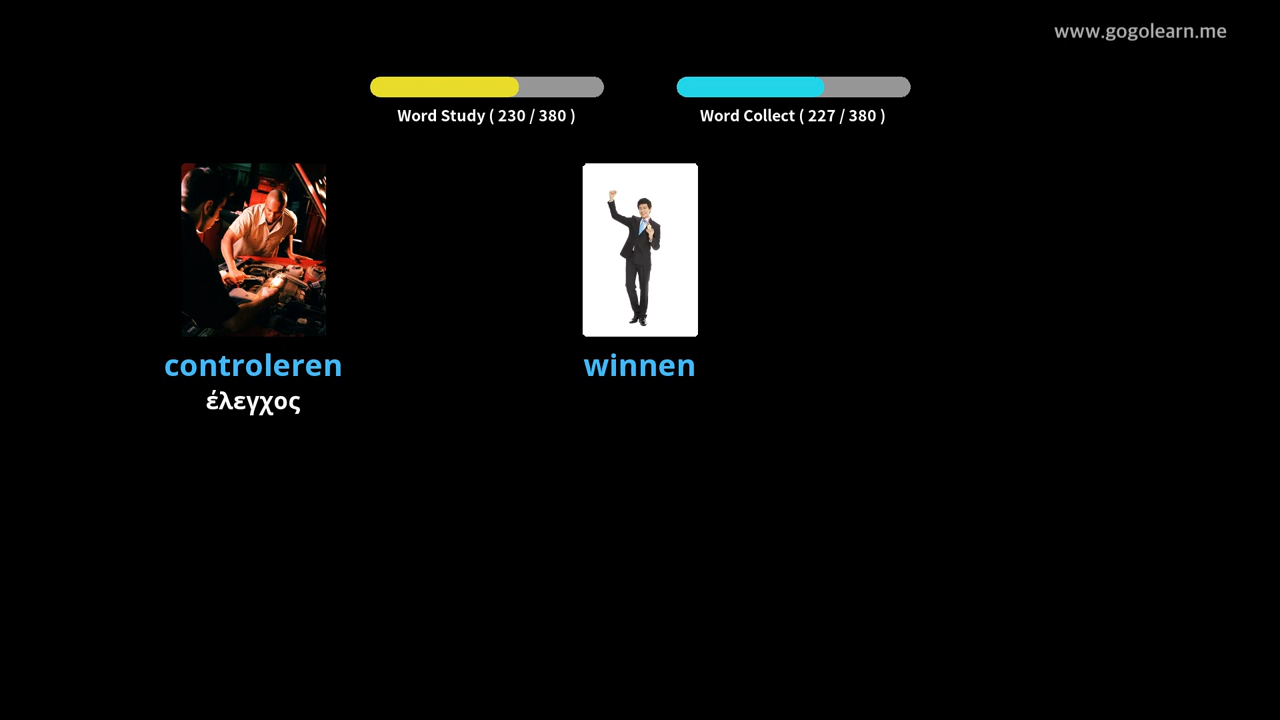 www.gogolearn.me
Word Study ( 230 / 380 )
Word Collect ( 227 / 380 )
controleren
έλεγχος
winnen